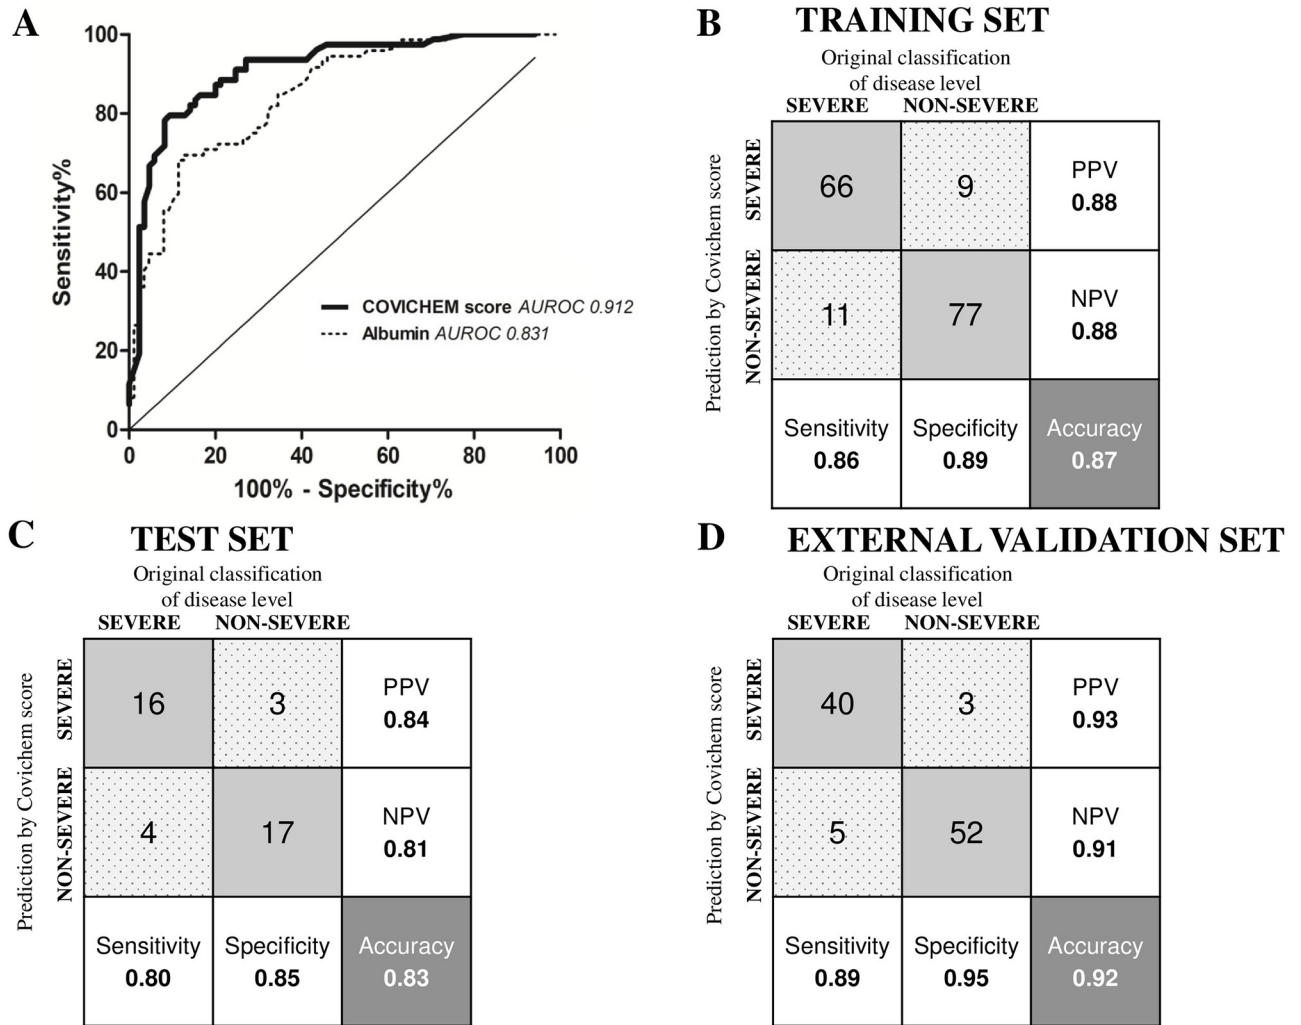 A
100
80
60
40
20
0
Sensitivity%
0 20 40 60 80 100
100% - Specificity%
COVICHEM score AUROC 0.912
Albumin AUROC 0.831
B TRAINING SET
Original classification
of disease level
SEVERE NON-SEVERE
Prediction by Covichem score
SEVERE
NON-SEVERE
66 9 PPV
0.88
11 77 NPV
0.88
Sensitivity Specificity Accuracy
0.86 0.89 0.87
C TEST SET
Original classification
of disease level
SEVERE NON-SEVERE
Prediction by Covichem score
SEVERE
NON-SEVERE
16 3 PPV
0.84
4 17 NPV
0.81
Sensitivity Specificity Accuracy
0.80 0.85 0.83
D EXTERNAL VALIDATION SET
Original classification
of disease level
SEVERE NON-SEVERE
Prediction by Covichem score
SEVERE
NON-SEVERE
40 3 PPV
0.93
5 52 NPV
0.91
Sensitivity Specificity Accuracy
0.89 0.95 0.92